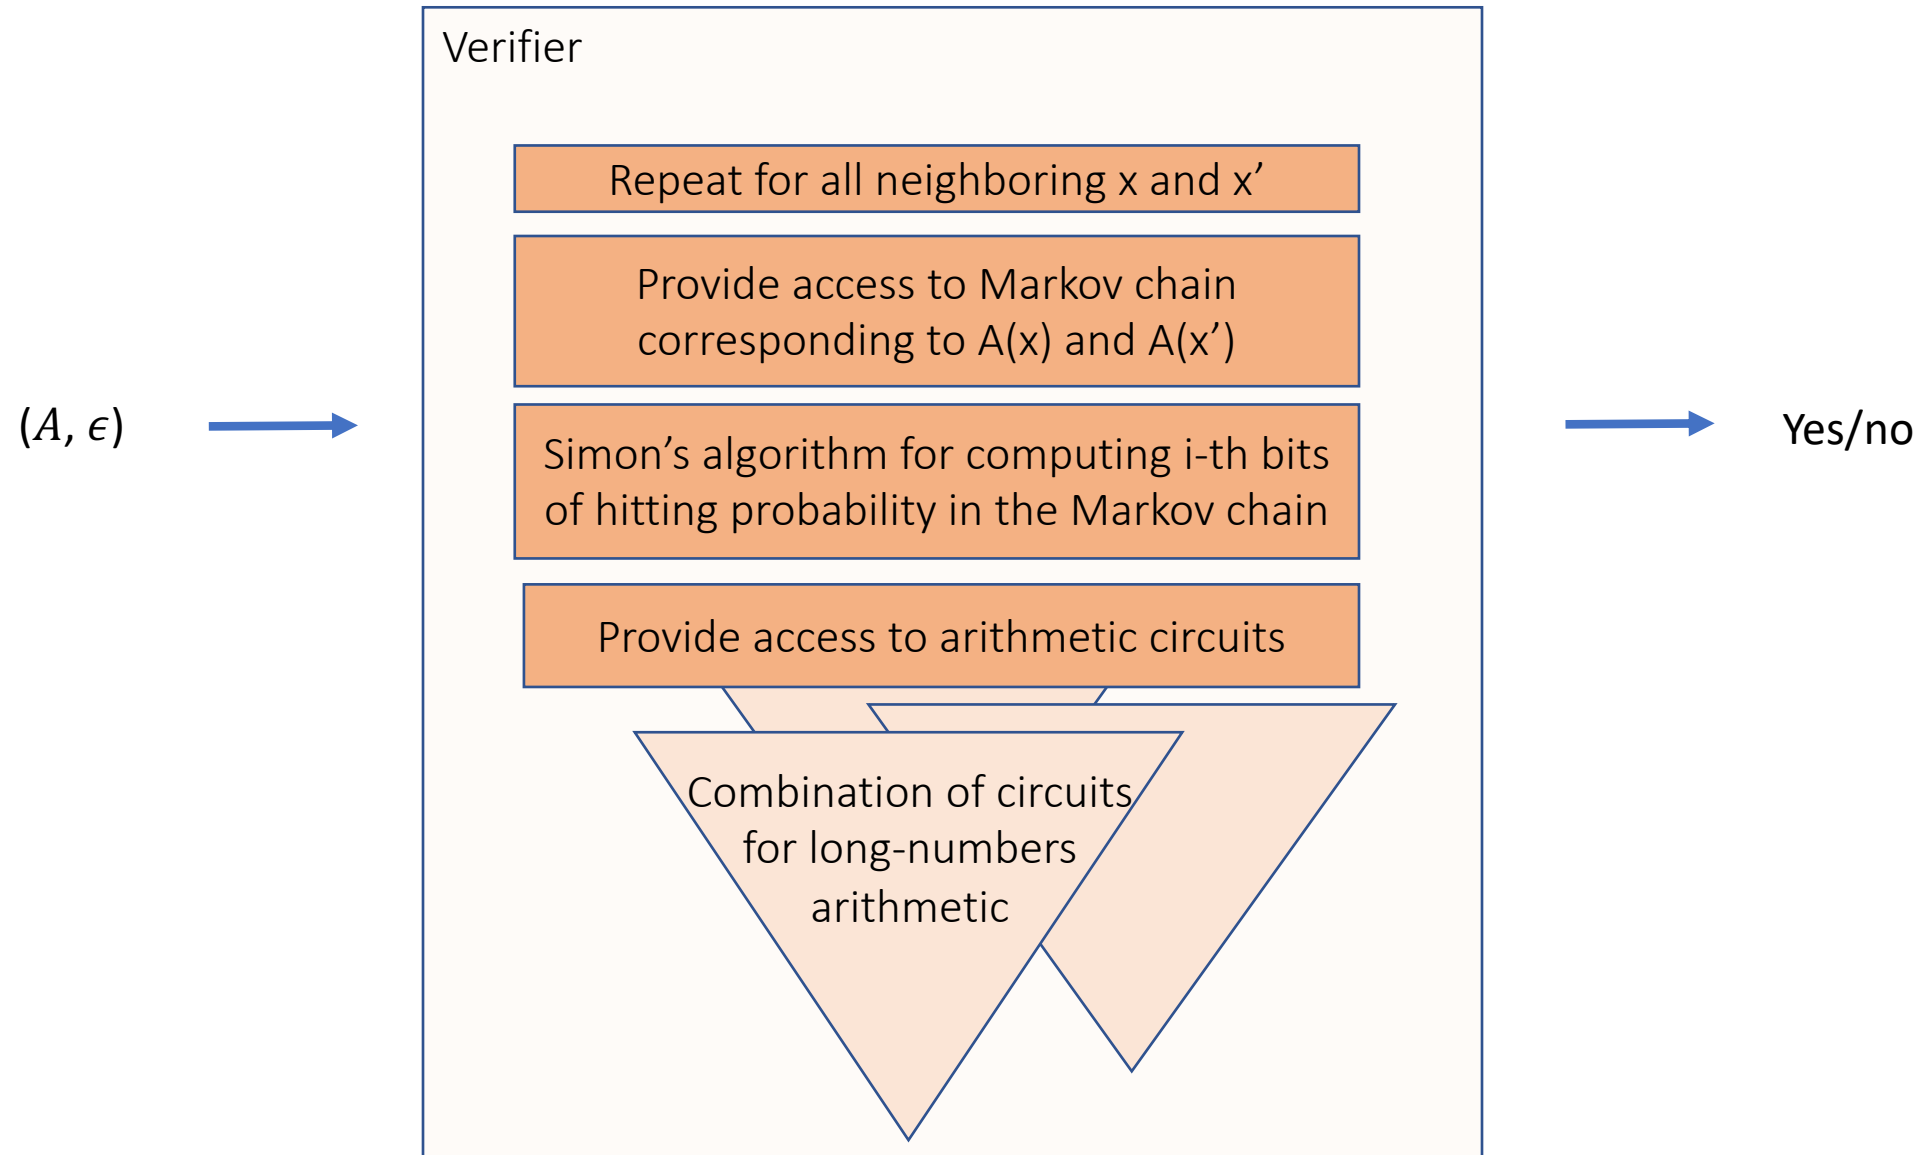 Verifier
Repeat for all neighboring x and x’
Provide access to Markov chain
corresponding to A(x) and A(x’)
(A, ϵ)
Simon’s algorithm for computing i-th bits
of hitting probability in the Markov chain
Yes/no
Provide access to arithmetic circuits
Combination of circuits
for long-numbers
arithmetic